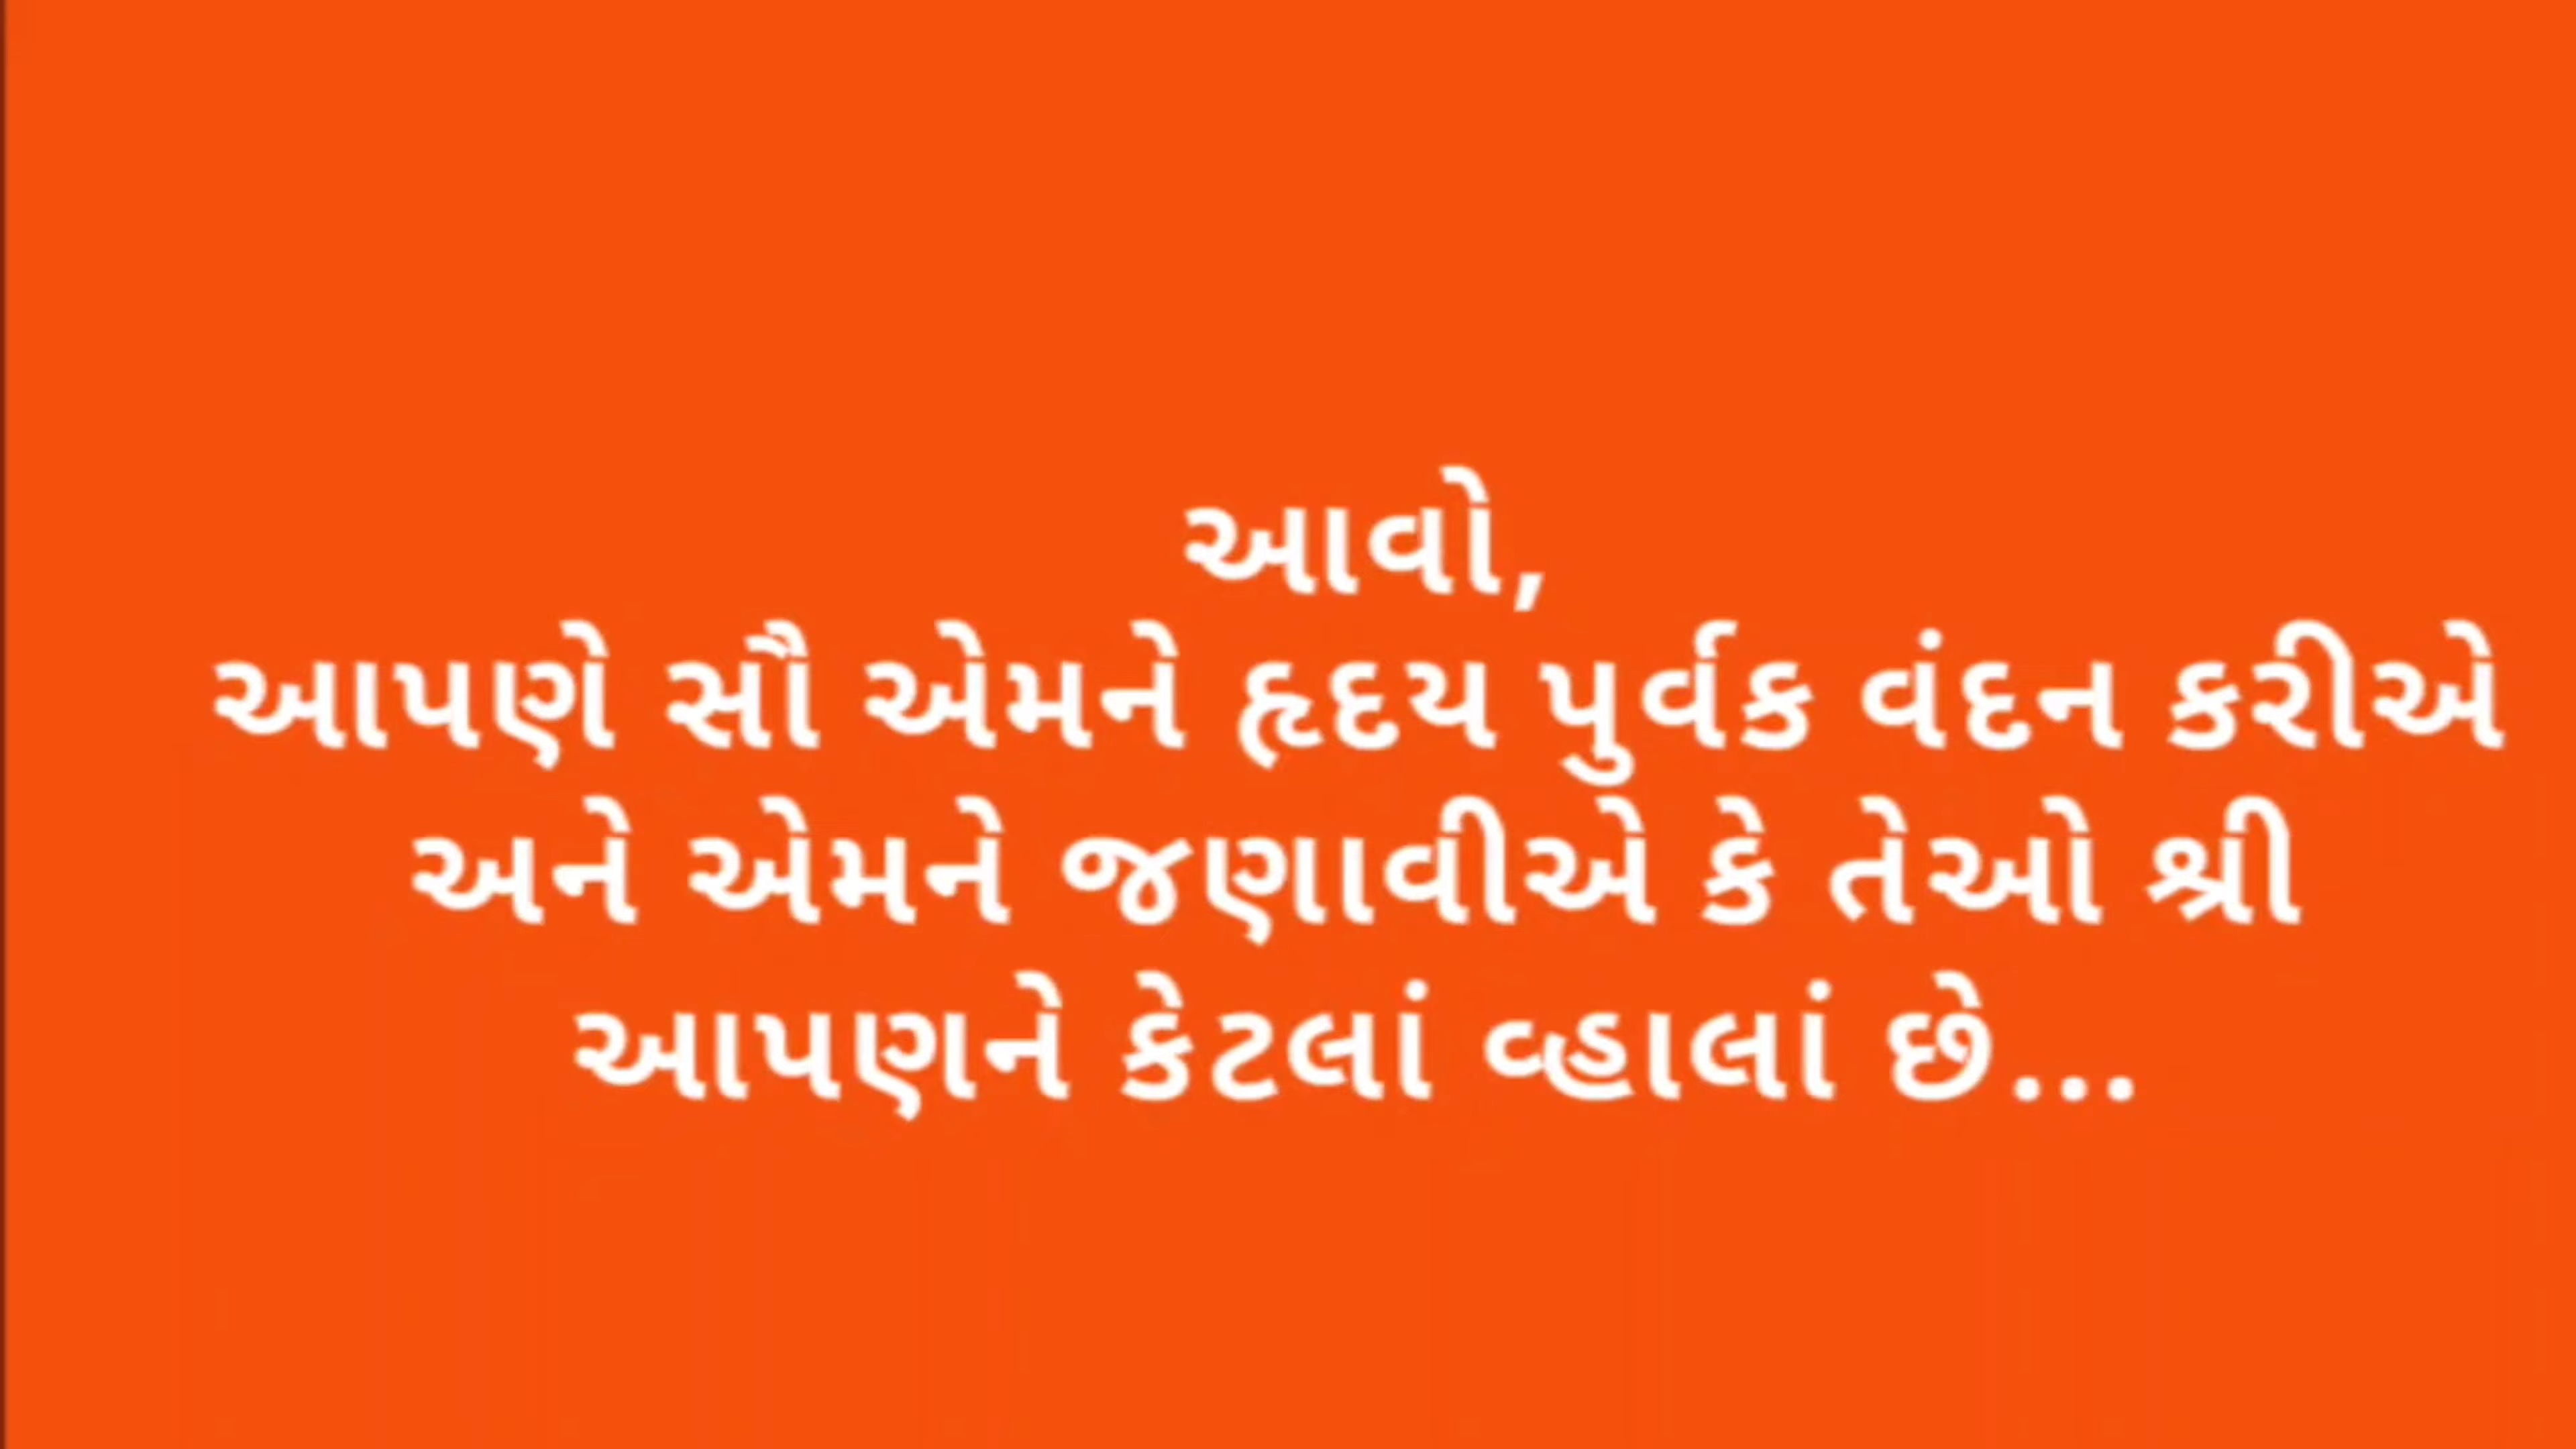 આવો,
આપણે સૌ એમને હૃદય પુર્વક વંદન કરીએ
અને એમને જણાવીએ કે તેઓ શ્રી
આપણને કેટલાં વ્હાલાં છે...